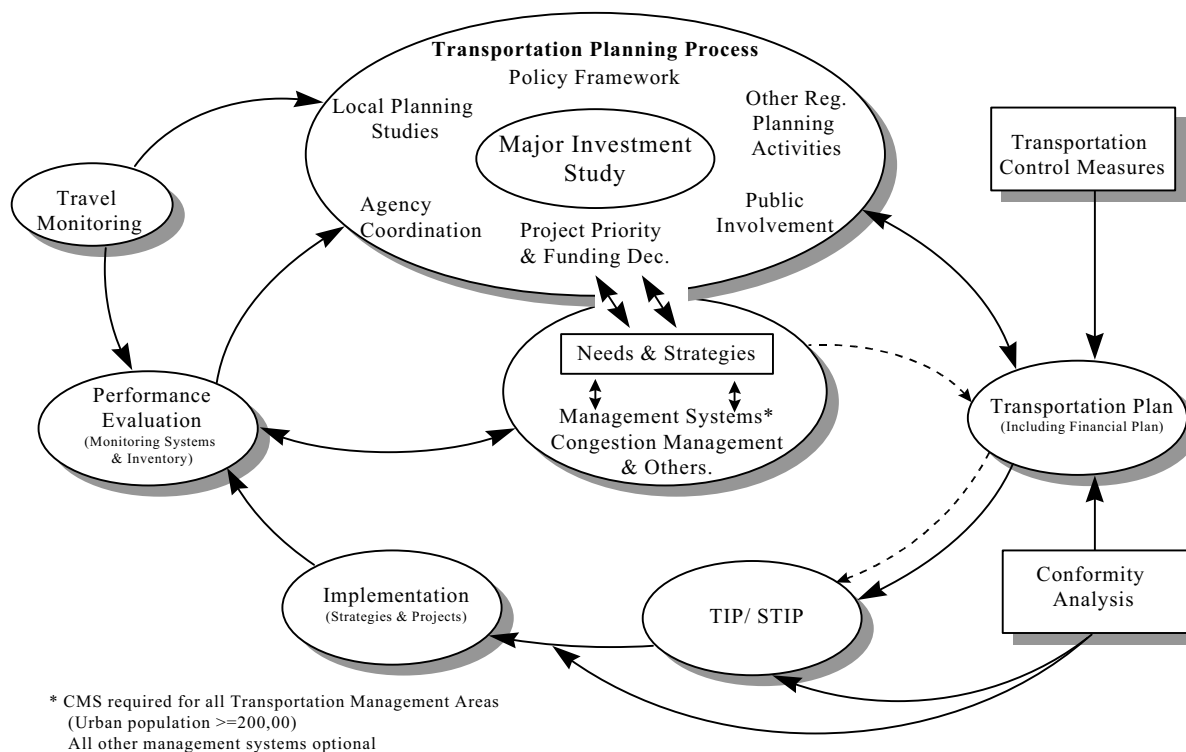 Transportation Planning Process
Policy Framework
Local Planning
Studies
Other Reg.
Planning
Activities
Major Investment
Study
Agency
Coordination
Project Priority
& Funding Dec.
Public
Involvement
Transportation
Control Measures
Travel
Monitoring
Needs & Strategies
Management Systems*
Congestion Management
& Others.
Performance
Evaluation
(Monitoring Systems
& Inventory)
Transportation Plan
(Including Financial Plan)
Implementation
(Strategies & Projects)
TIP/ STIP
Conformity
Analysis
* CMS required for all Transportation Management Areas
(Urban population >=200,00)
All other management systems optional